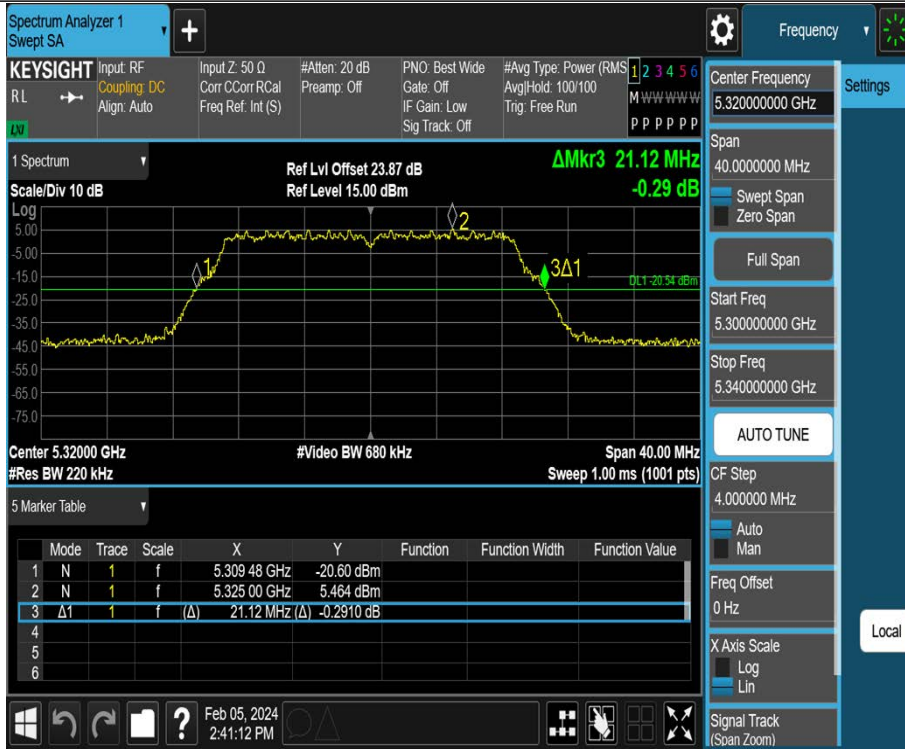 Spectrum Analyzer 1
Swept SA
+
Frequency
KEYSIGHT
RL
LXI
Input: RF
Coupling: DC
Align: Auto
Input Z: 50 Ω
Corr CCorr RCal
Freq Ref: Int (S)
#Atten: 20 dB
Preamp: Off
PNO: Best Wide
Gate: Off
IF Gain: Low
Sig Track: Off
#Avg Type: Power (RMS
Avg|Hold: 100/100
Trig: Free Run
1 2 3 4 5 6
M W W W W W
P P P P P P
1 Spectrum
Scale/Div 10 dB
Ref Lvl Offset 23.87 dB
Ref Level 15.00 dBm
ΔMkr3 21.12 MHz
-0.29 dB
Log
5.00
-5.00
-15.0
-25.0
-35.0
-45.0
-55.0
-65.0
-75.0
1
2
3Δ1
DL1 -20.54 dBm
Center 5.32000 GHz
#Video BW 680 kHz
Span 40.00 MHz
#Res BW 220 kHz
Sweep 1.00 ms (1001 pts)
5 Marker Table
Mode Trace Scale X Y Function Function Width Function Value
1 N 1 f 5.309 48 GHz -20.60 dBm
2 N 1 f 5.325 00 GHz 5.464 dBm
3 Δ1 1 f (Δ) 21.12 MHz (Δ) -0.2910 dB
4
5
6
?
Feb 05, 2024
2:41:12 PM
Center Frequency
5.320000000 GHz
Settings
Span
40.0000000 MHz
Swept Span
Zero Span
Full Span
Start Freq
5.300000000 GHz
Stop Freq
5.340000000 GHz
AUTO TUNE
CF Step
4.000000 MHz
Auto
Man
Freq Offset
0 Hz
Local
X Axis Scale
Log
Lin
Signal Track
(Span Zoom)